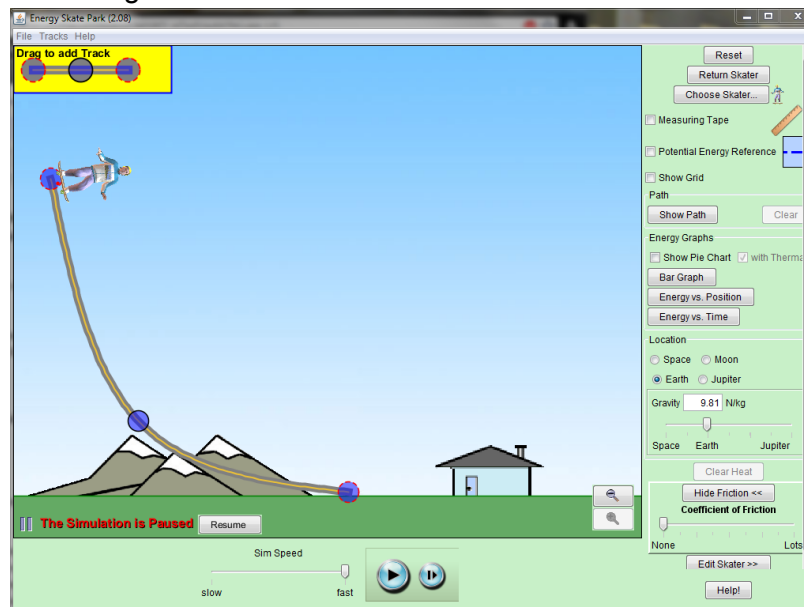 Energy Skate Park (2.08)
File Tracks Help
Drag to add Track
Reset
Return Skater
Choose Skater...
Measuring Tape
Potential Energy Reference
Show Grid
Path
Show Path Clear
Energy Graphs
Show Pie Chart with Therma
Bar Graph
Energy vs. Position
Energy vs. Time
Location
Space Moon
Earth Jupiter
Gravity 9.81 N/kg
Space Earth Jupiter
Clear Heat
Hide Friction <<
Coefficient of Friction
None Lots
Edit Skater >>
Help!
The Simulation is Paused Resume
Sim Speed
slow fast